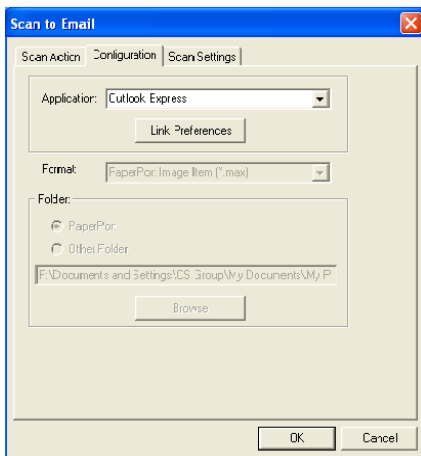 Scan to Email
Scan Action Configuration Scan Settings
Application: Outlook Express
Link Preferences
Format: PaperPort Image Item (*.max)
Folder:
PaperPort
Other Folder
F:\Documents and Settings\CS Group\My Documents\My P
Browse
OK Cancel